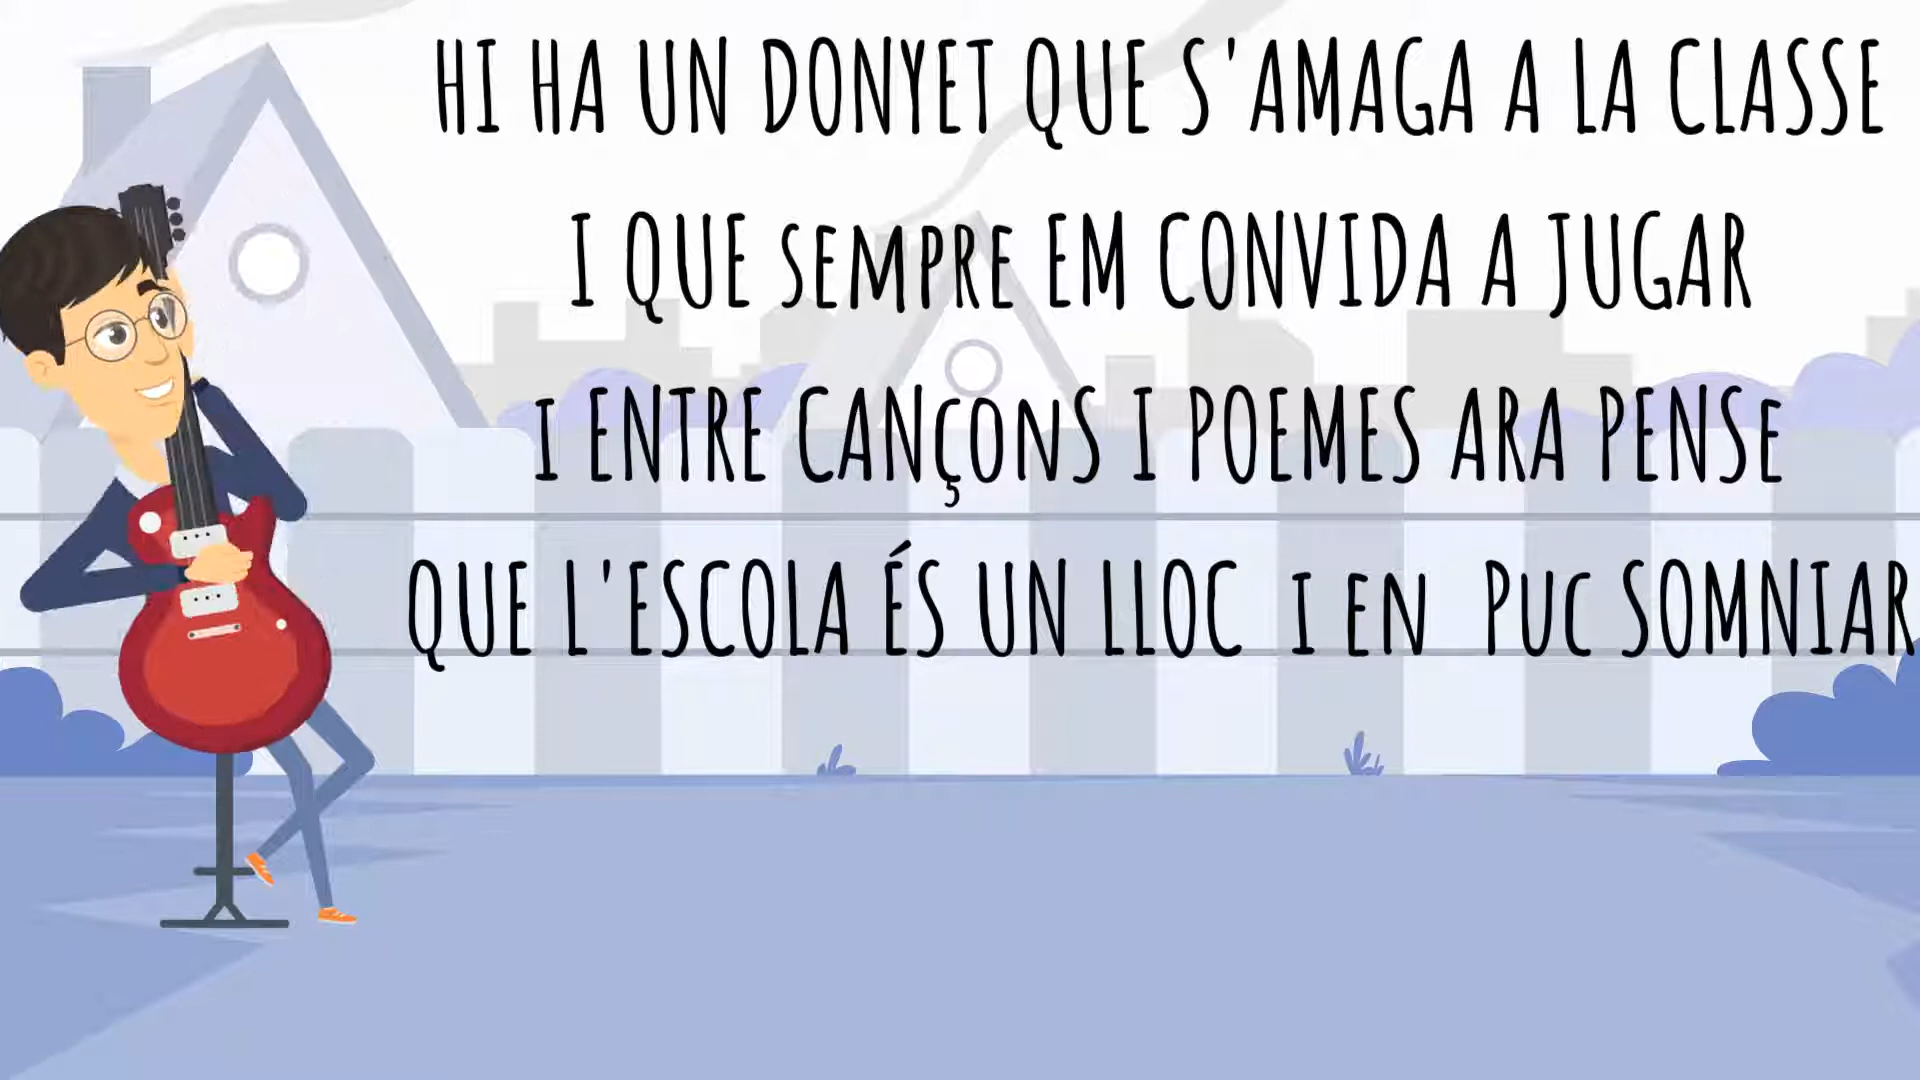 HI HA UN DONYET QUE S'AMAGA A LA CLASSE
I QUE SEMPRE EM CONVIDA A JUGAR
I ENTRE CANÇONS I POEMES ARA PENSE
QUE L'ESCOLA ÉS UN LLOC I EN PUC SOMNIAR